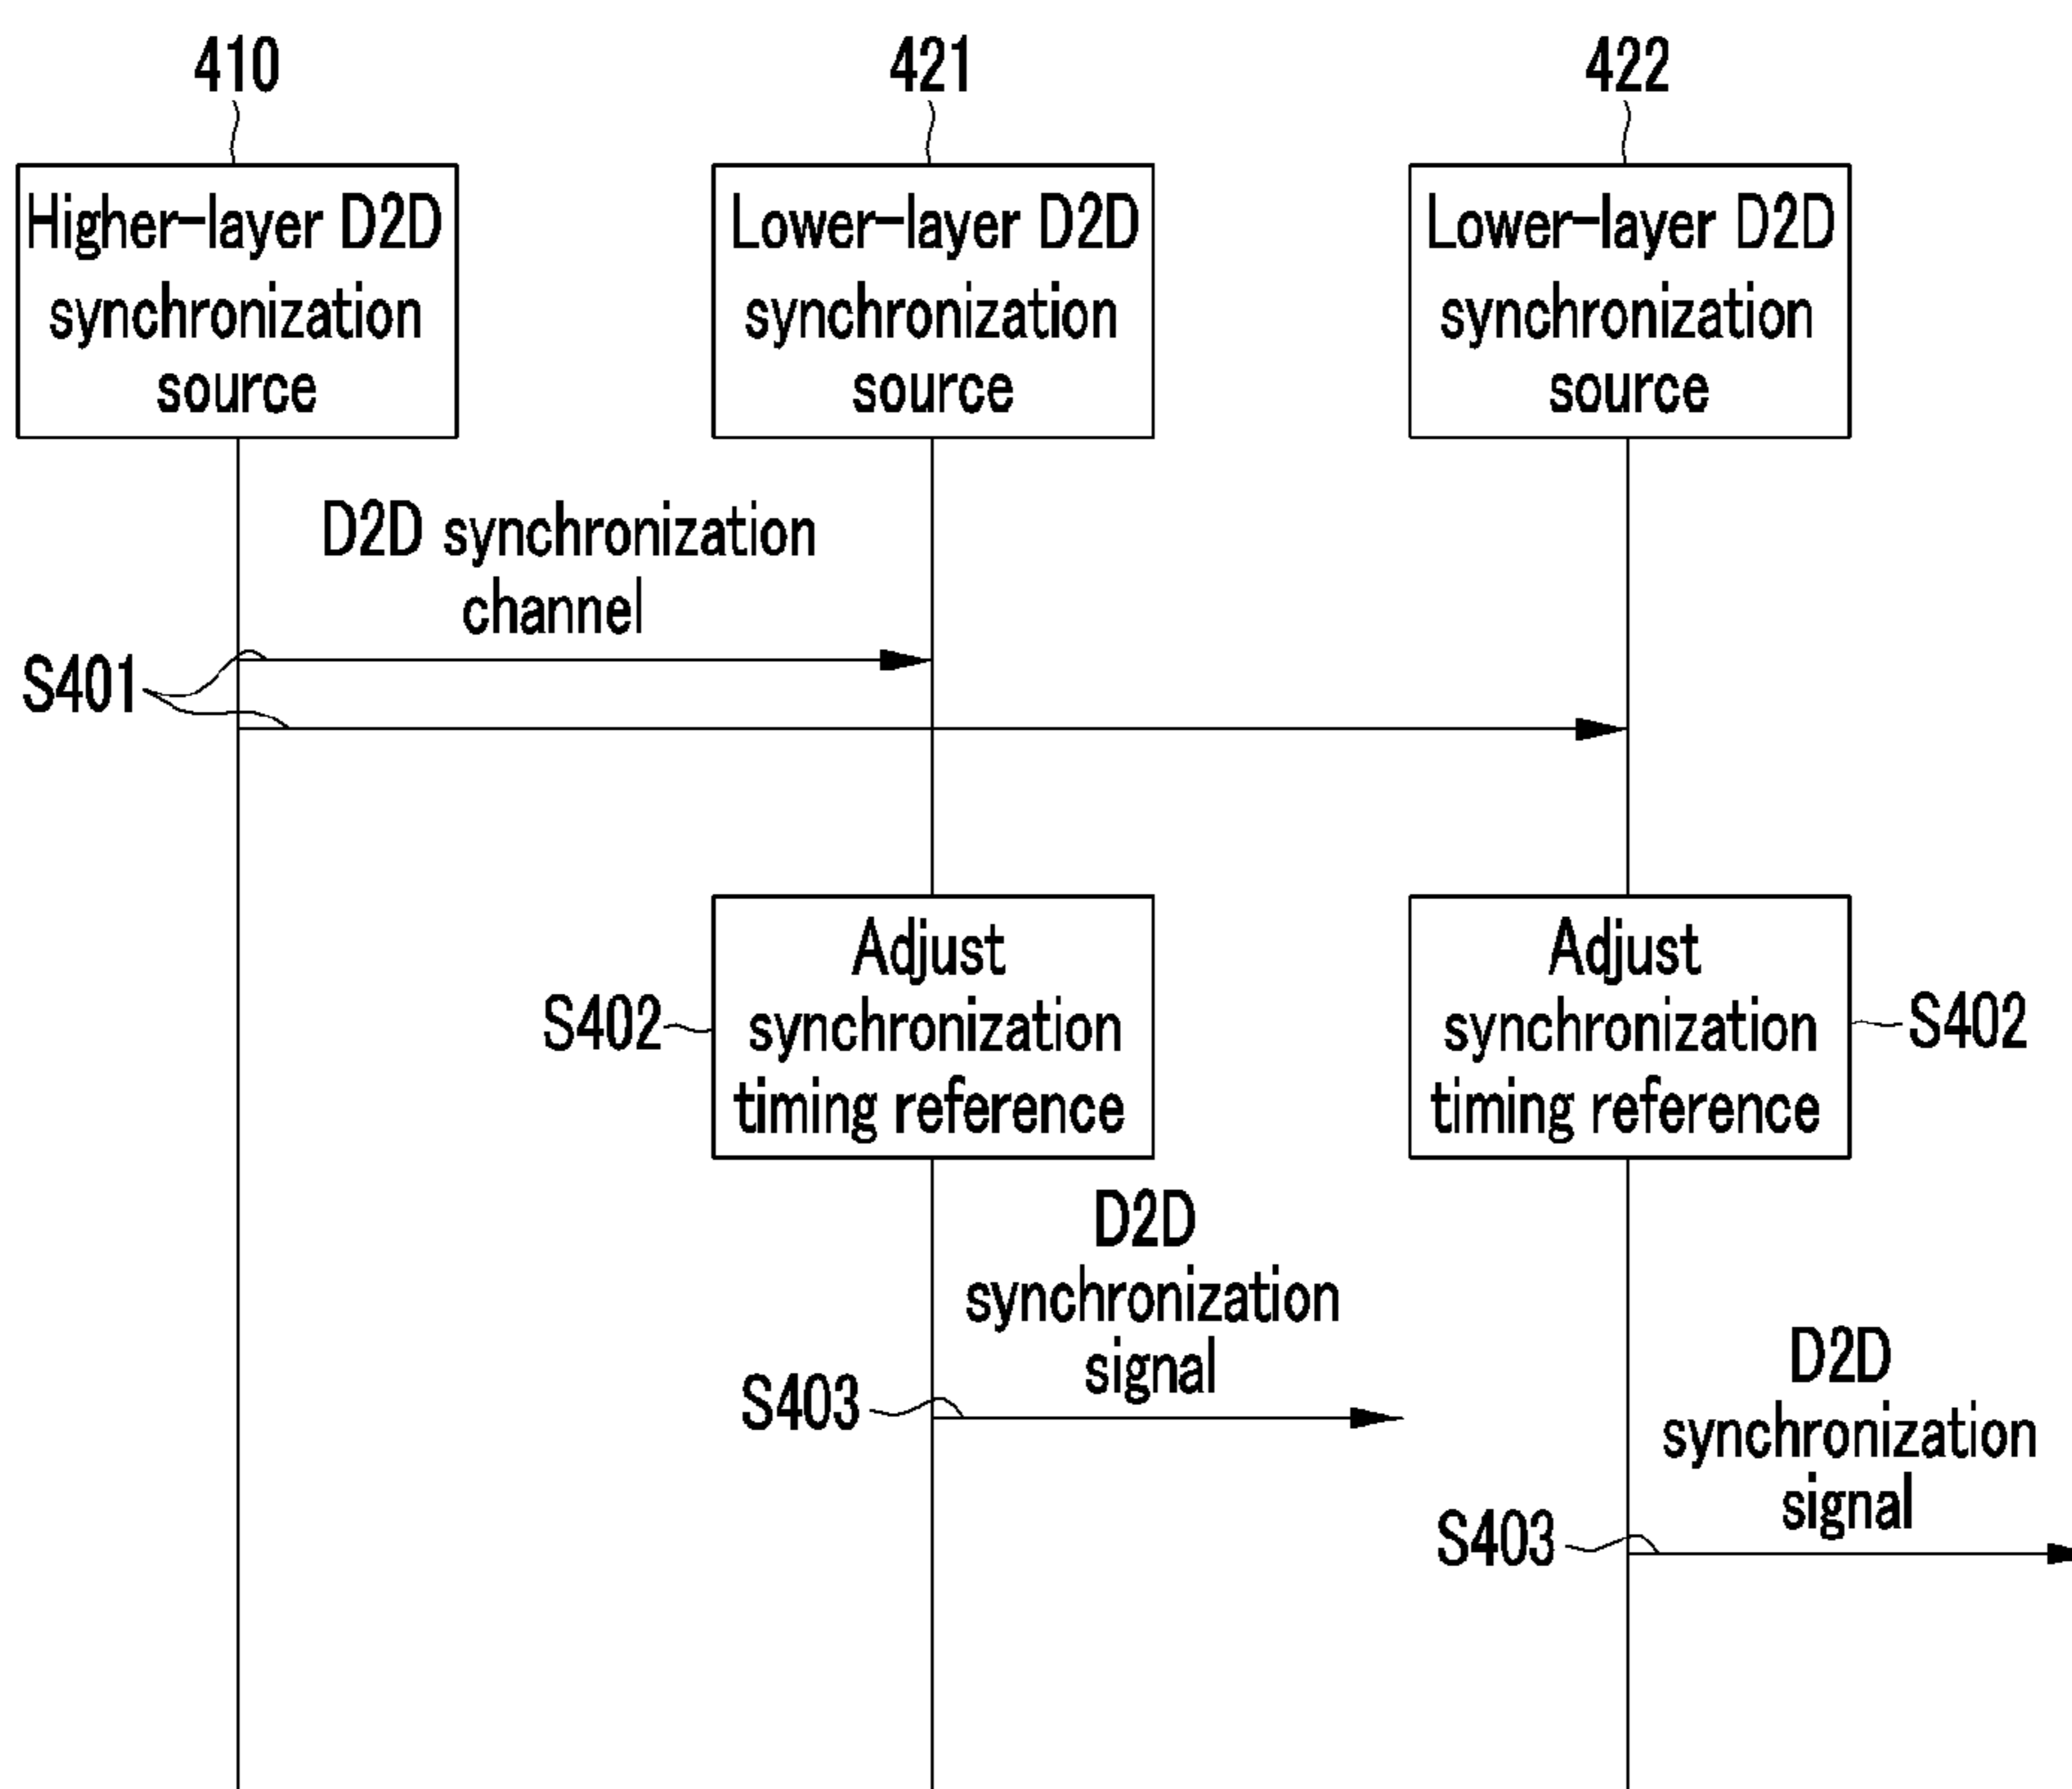 410
421
422
Higher-layer D2D
synchronization
source
Lower-layer D2D
synchronization
source
Lower-layer D2D
synchronization
source
D2D synchronization
channel
S401
Adjust
synchronization
timing reference
S402
Adjust
synchronization
timing reference
S402
D2D
synchronization
signal
S403
D2D
synchronization
signal
S403